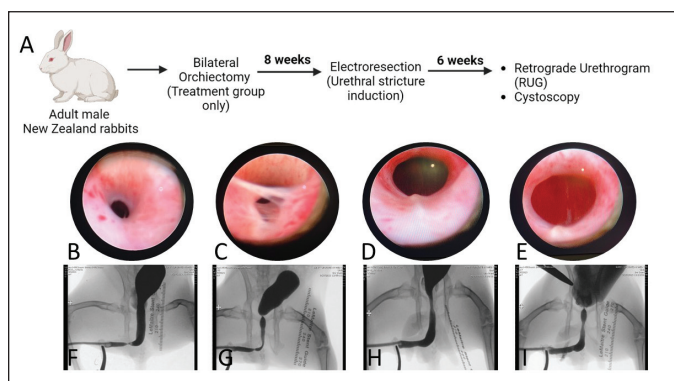 A
Adult male
New Zealand rabbits
Bilateral
Orchiectomy
(Treatment group
only)
8 weeks
Electroresection
(Urethral stricture
induction)
6 weeks
• Retrograde Urethrogram
(RUG)
• Cystoscopy
B
C
D
E
F
G
H
I